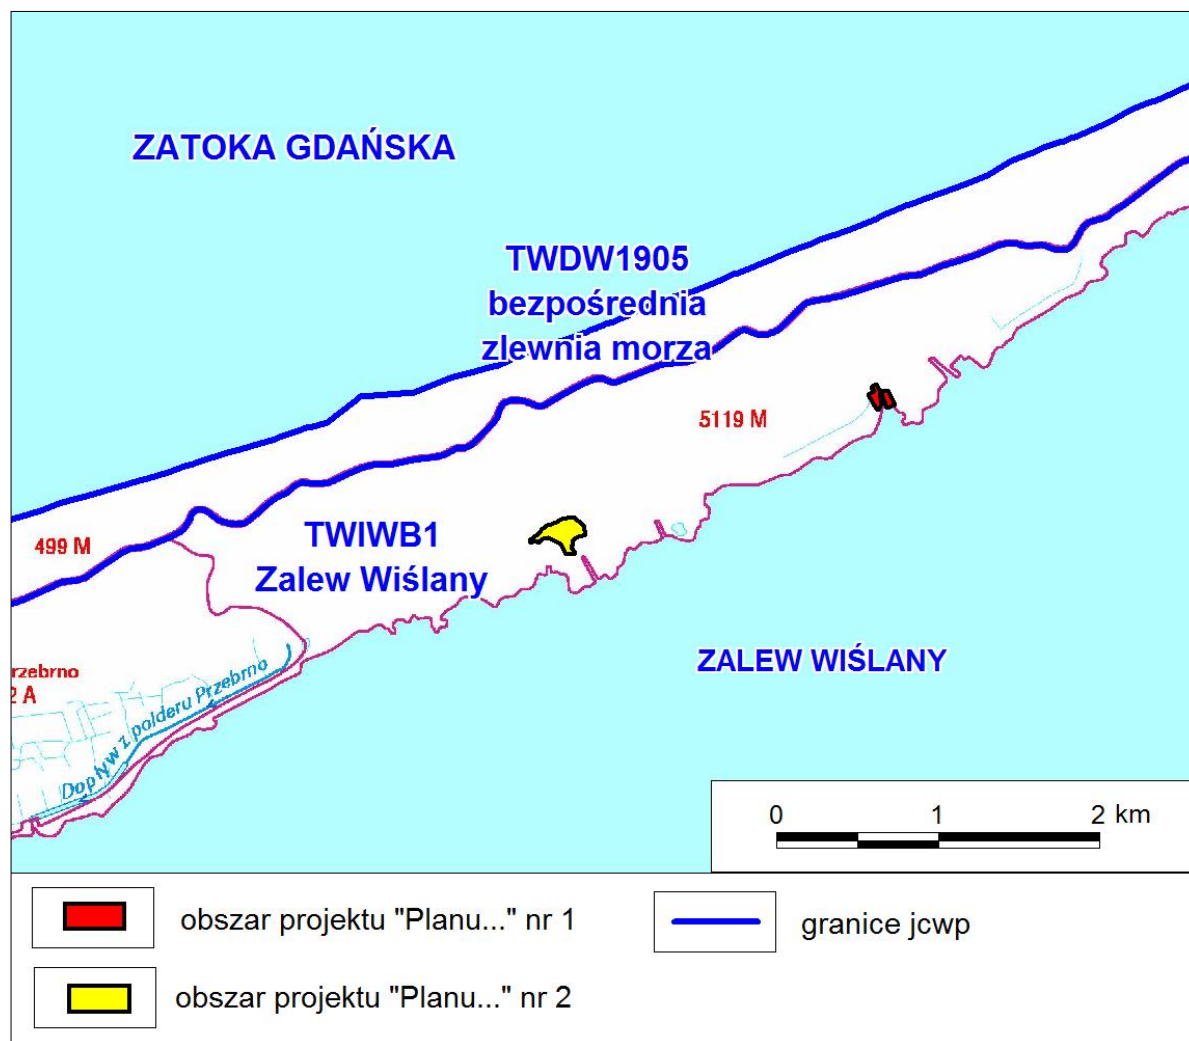 ZATOKA GDAŃSKA
TWDW1905
bezpośrednia
zlewnia morza
5119 M
499 M
TWIWB1
Zalew Wiślany
ZALEW WIŚLANY
rzebrno
2 A
Dopływ z polderu Przebrno
0 1 2 km
obszar projektu "Planu..." nr 1
granice jcwp
obszar projektu "Planu..." nr 2